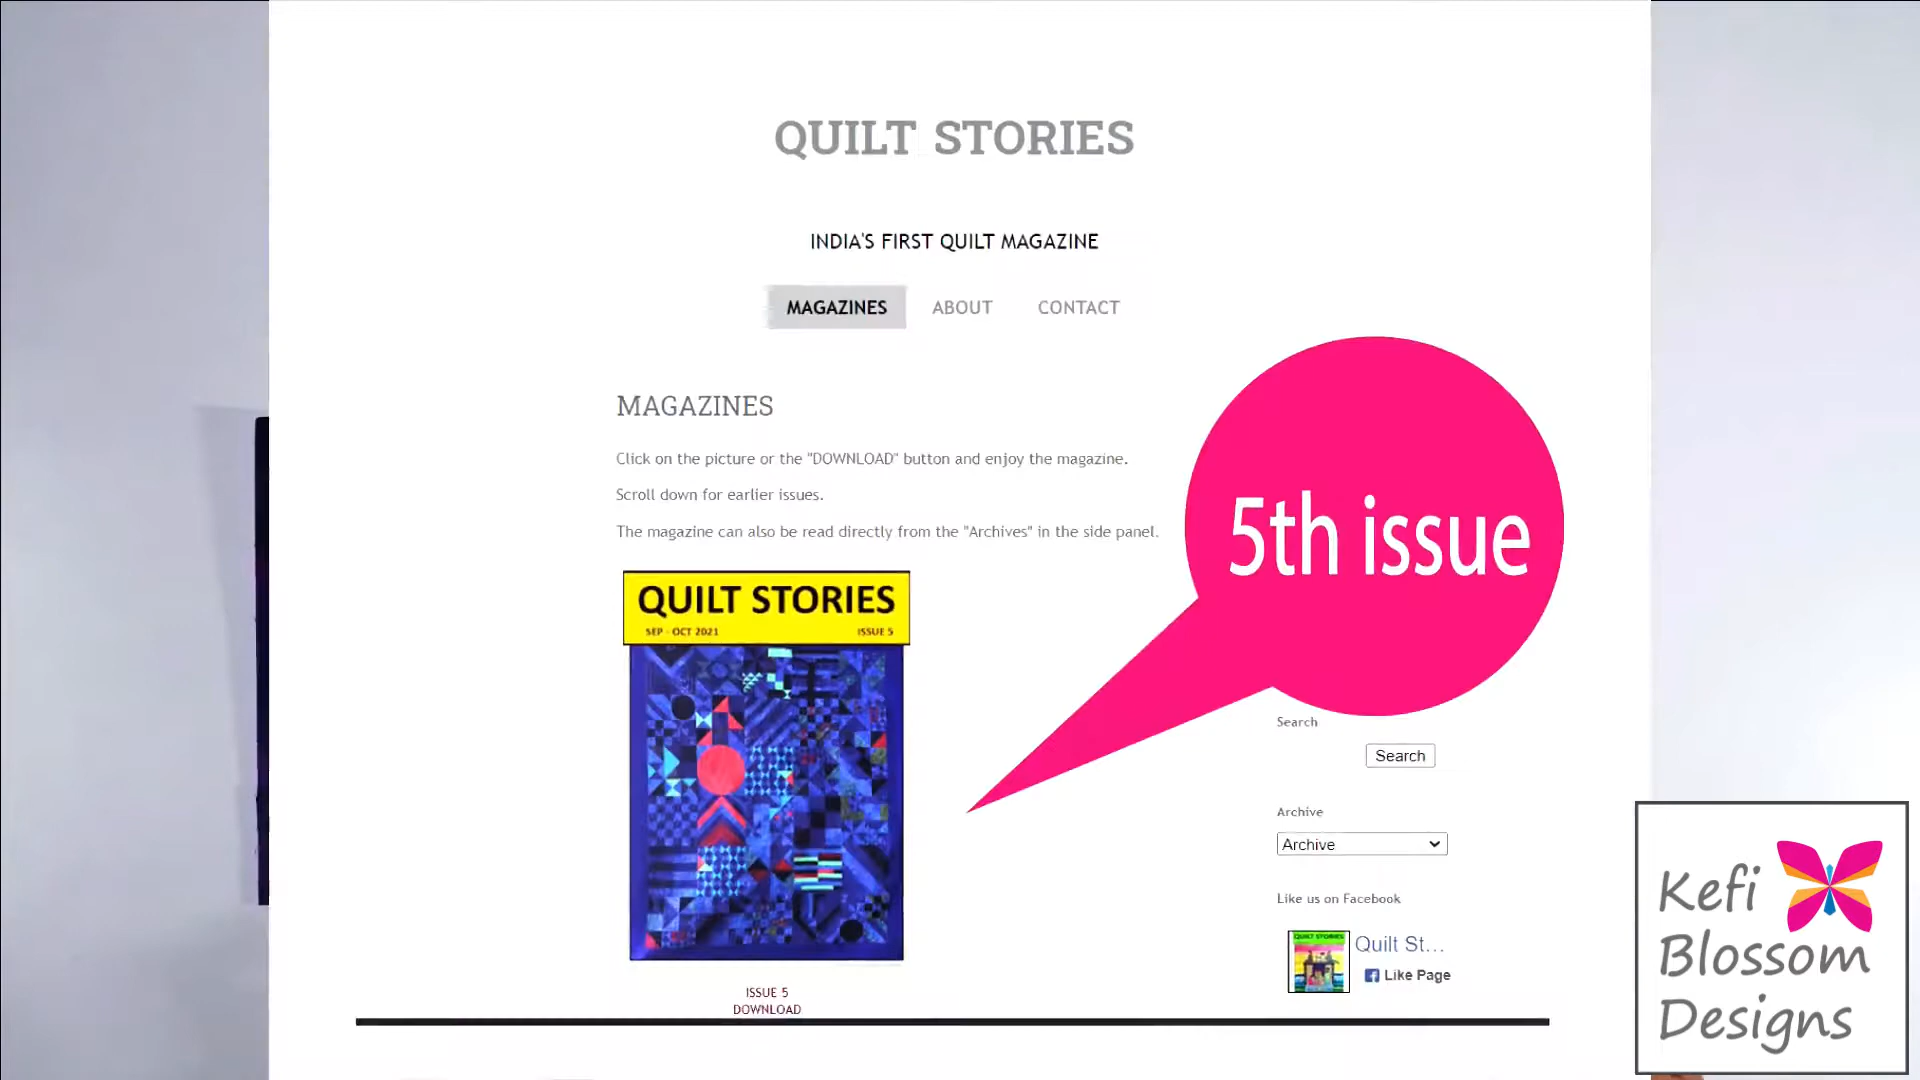 QUILT STORIES
INDIA'S FIRST QUILT MAGAZINE
MAGAZINES ABOUT CONTACT
MAGAZINES
Click on the picture or the "DOWNLOAD" button and enjoy the magazine.
Scroll down for earlier issues.
The magazine can also be read directly from the "Archives" in the side panel.
5th issue
QUILT STORIES
SEP - OCT 2021 ISSUE 5
ISSUE 5
DOWNLOAD
Search
Search
Archive
Archive
Like us on Facebook
QUILT STORIES
Quilt St...
Like Page
Kefi
Blossom
Designs